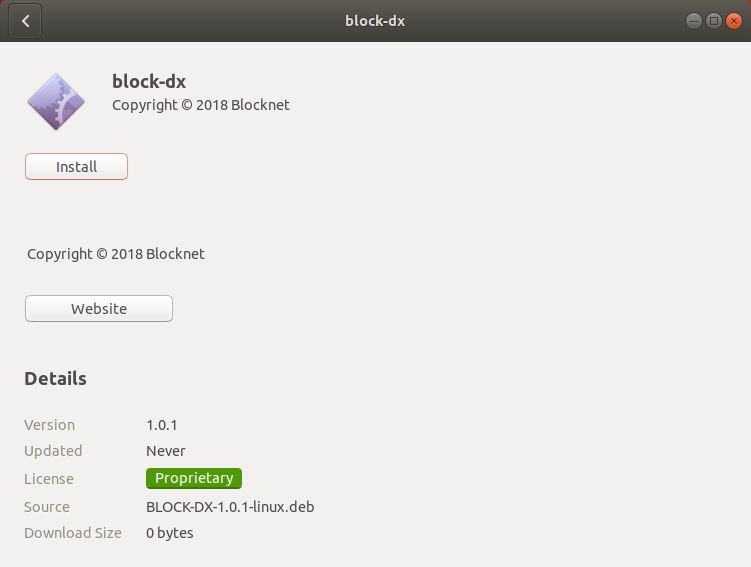 block-dx
block-dx
Copyright © 2018 Blocknet
Install
Copyright © 2018 Blocknet
Website
Details
Version 1.0.1
Updated Never
License Proprietary
Source BLOCK-DX-1.0.1-linux.deb
Download Size 0 bytes